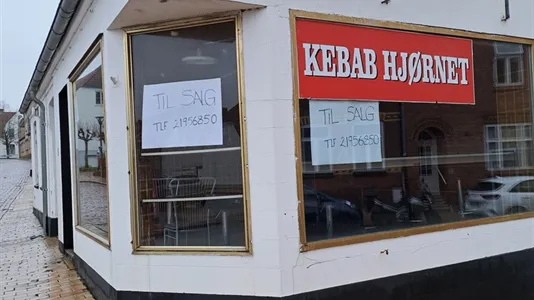 TIL SALG
TLF 21956850
KEBAB HJØRNET
TIL SALG
TLF 21956850